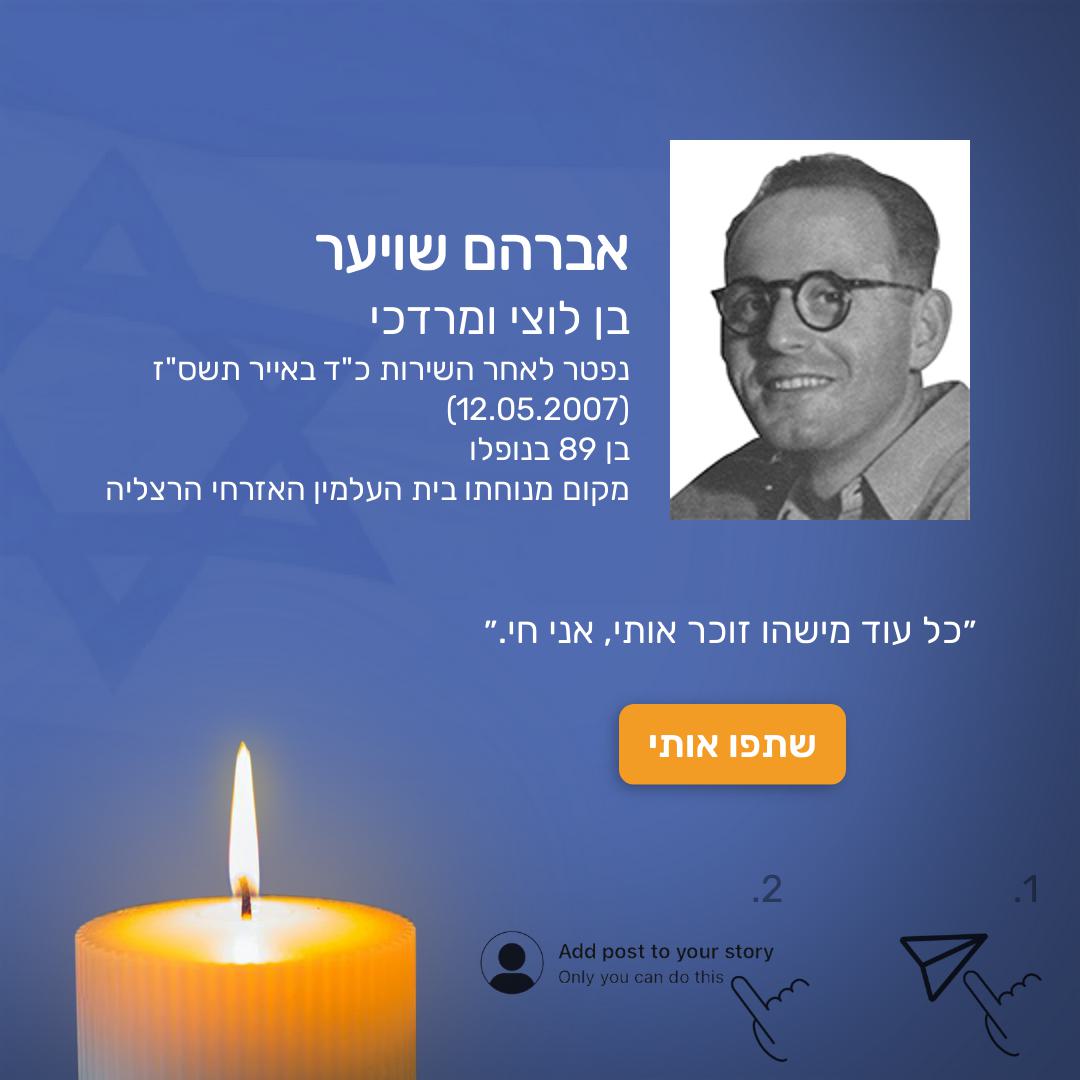 אברהם שויער
בן לוצי ומרדכי
נפטר לאחר השירות כ"ד באייר תשס"ז
(12.05.2007)
בן 89 בנופלו
מקום מנוחתו בית העלמין האזרחי הרצליה
״כל עוד מישהו זוכר אותי, אני חי.״
שתפו אותי
1.
2.
Add post to your story
Only you can do this